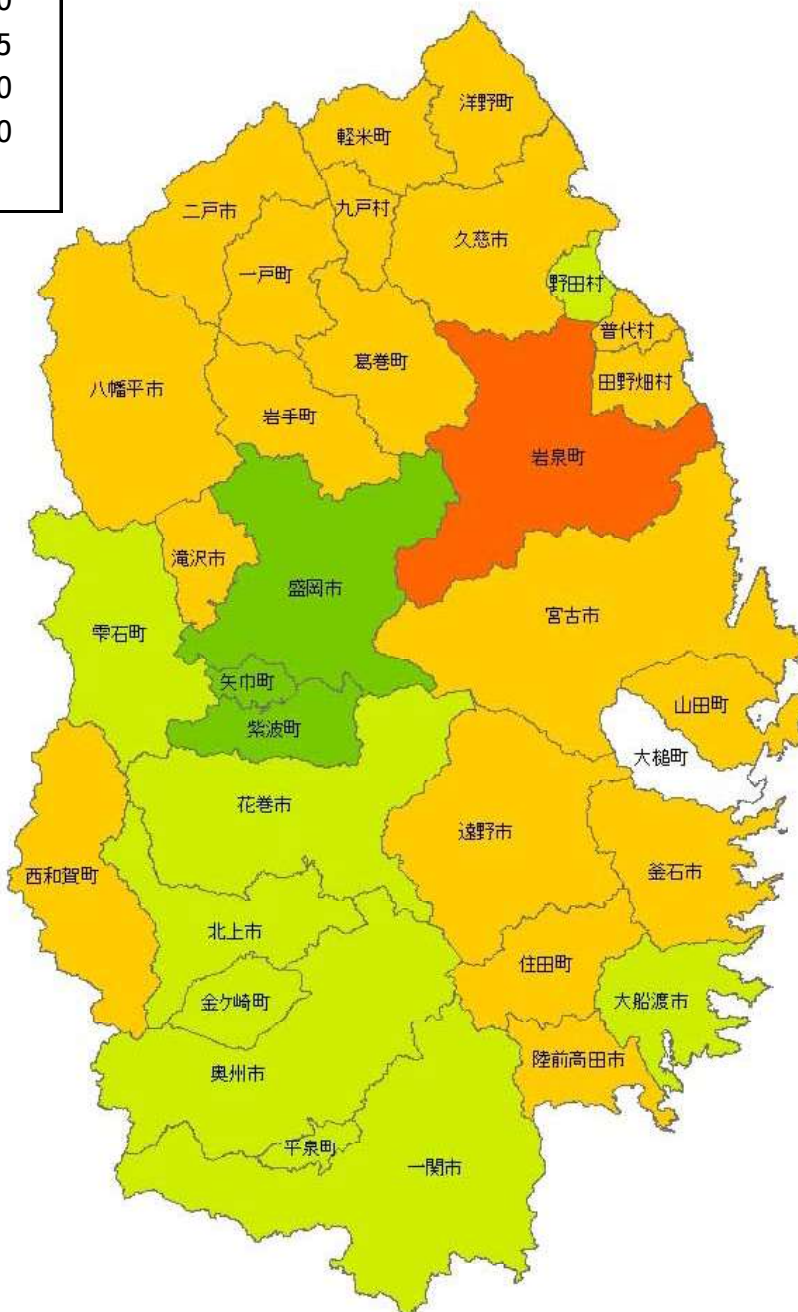 0
5
0
0
洋野町
軽米町
二戸市
九戸村
久慈市
一戸町
野田村
普代村
葛巻町
田野畑村
八幡平市
岩手町
岩泉町
滝沢市
盛岡市
宮古市
雫石町
矢巾町
山田町
紫波町
大槌町
花巻市
遠野市
西和賀町
釜石市
北上市
住田町
金ケ崎町
大船渡市
陸前高田市
奥州市
平泉町
一関市